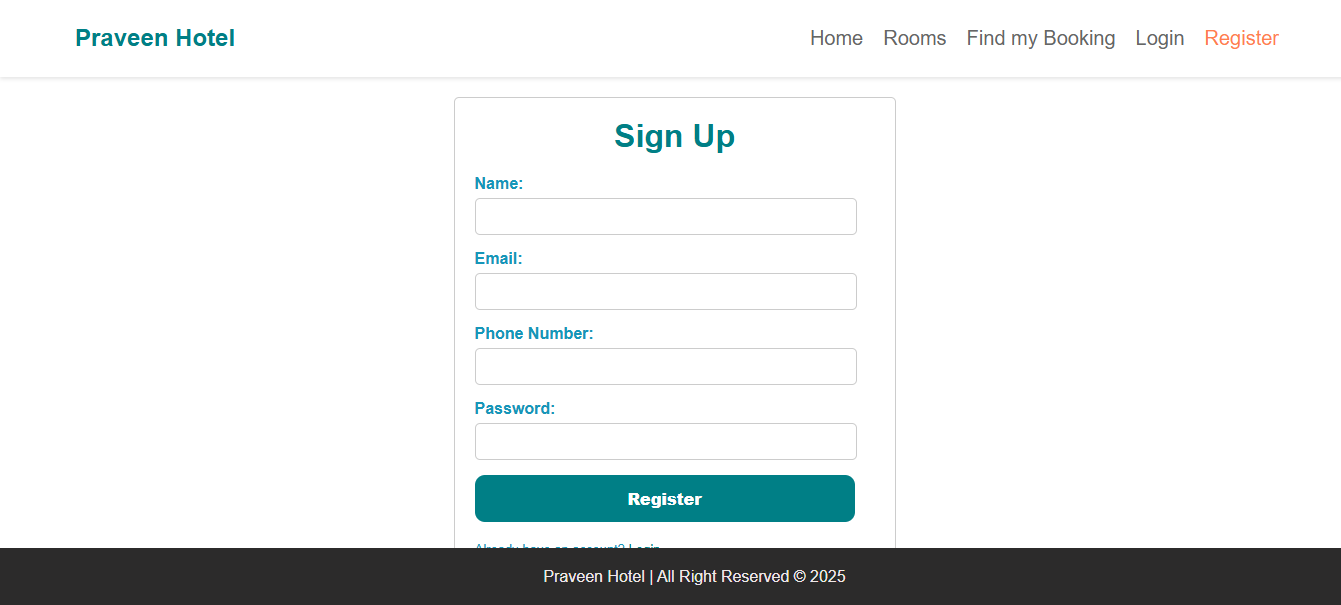 Praveen Hotel
Home Rooms Find my Booking Login Register
Sign Up
Name:
Email:
Phone Number:
Password:
Register
Already have an account? Login
Praveen Hotel | All Right Reserved © 2025